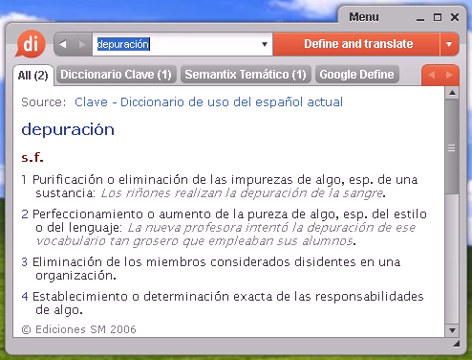 Menu
di
depuración
Define and translate
All (2)
Diccionario Clave (1)
Semantix Temático (1)
Google Define
Source: Clave - Diccionario de uso del español actual
depuración
s.f.
1 Purificación o eliminación de las impurezas de algo, esp. de una
sustancia: Los riñones realizan la depuración de la sangre.
2 Perfeccionamiento o aumento de la pureza de algo, esp. del estilo
o del lenguaje: La nueva profesora intentó la depuración de ese
vocabulario tan grosero que empleaban sus alumnos.
3 Eliminación de los miembros considerados disidentes en una
organización.
4 Establecimiento o determinación exacta de las responsabilidades
de algo.
© Ediciones SM 2006